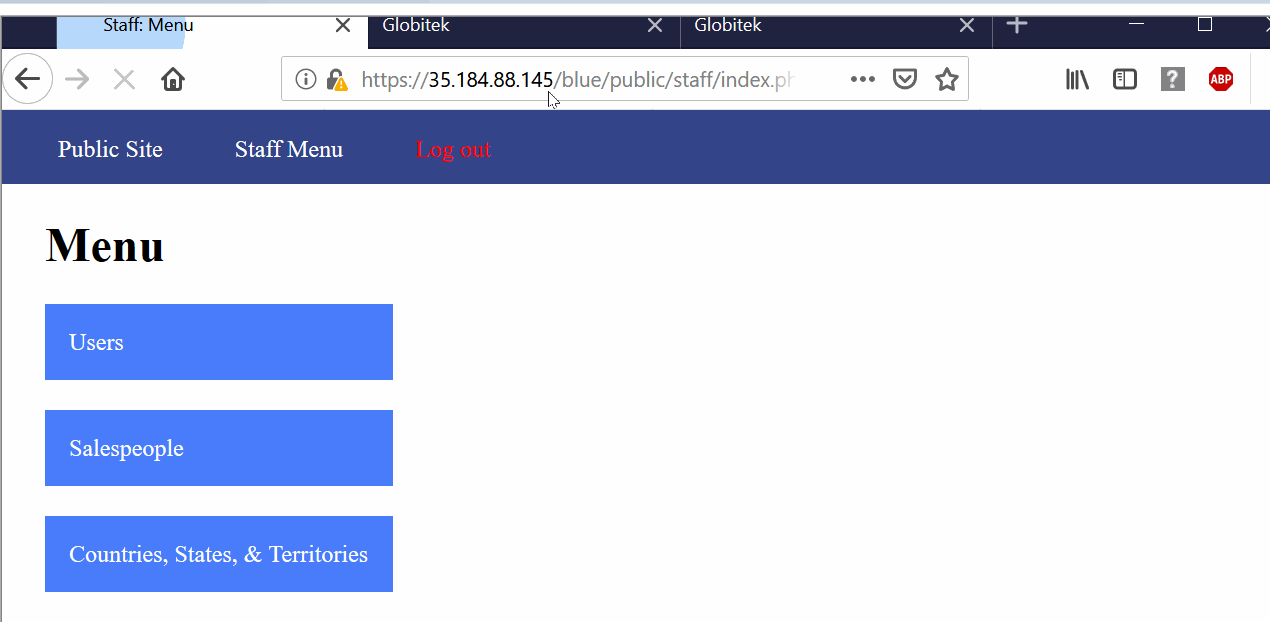 Staff: Menu Globitek Globitek
https://35.184.88.145/blue/public/staff/index.ph
? ABP
Public Site Staff Menu Log out
Menu
Users
Salespeople
Countries, States, & Territories